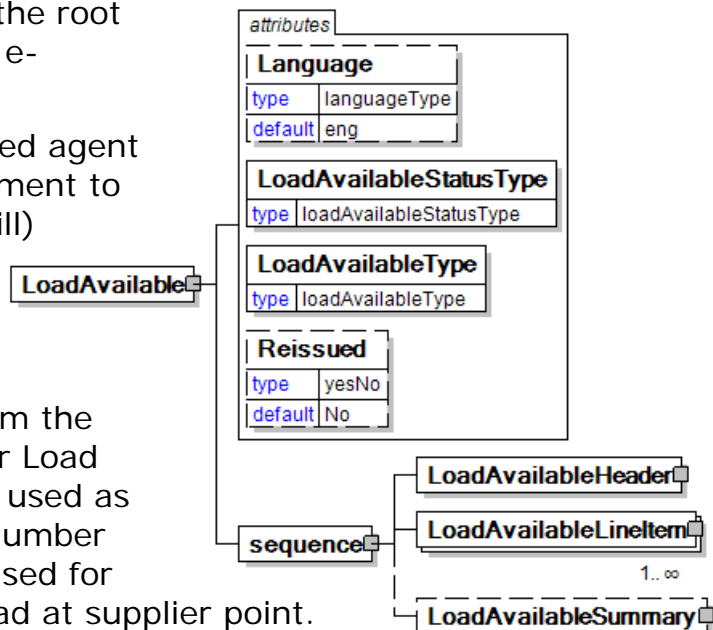 the root
e-
ed agent
ment to
ill)
m the
r Load
used as
umber
sed for
ad at supplier point.
LoadAvailable
attributes
Language
type languageType
default eng
LoadAvailableStatusType
type loadAvailableStatusType
LoadAvailableType
type loadAvailableType
Reissued
type yesNo
default No
sequence
LoadAvailableHeader
LoadAvailableLineItem
1.. ∞
LoadAvailableSummary